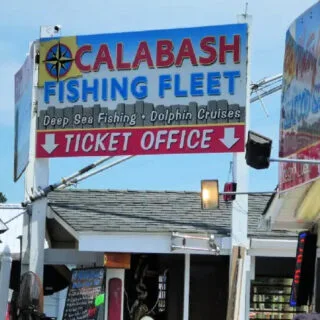 CALABASH
FISHING FLEET
Deep Sea Fishing • Dolphin Cruises
TICKET OFFICE